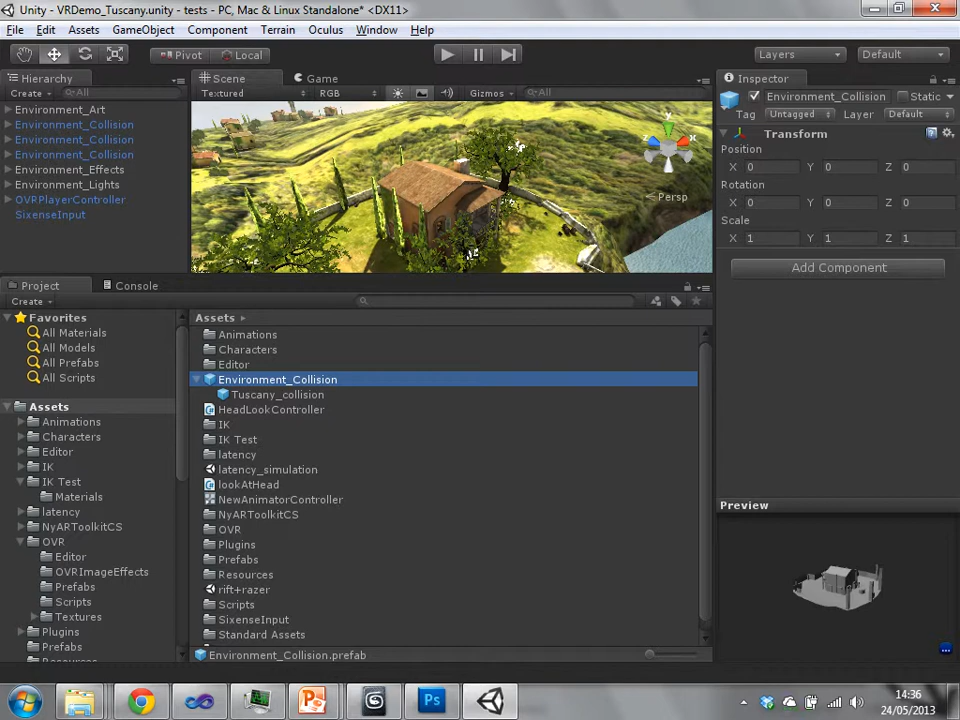 Unity - VRDemo_Tuscany.unity - tests - PC, Mac & Linux Standalone* <DX11>
File Edit Assets GameObject Component Terrain Oculus Window Help
Pivot Local Layers Default
Hierarchy
Create All
Environment_Art
Environment_Collision
Environment_Collision
Environment_Collision
Environment_Effects
Environment_Lights
OVRPlayerController
SixenseInput
Scene Game
Textured RGB Gizmos All
y
x
z
Persp
Inspector
Environment_Collision Static
Tag Untagged Layer Default
Transform
Position
X 0 Y 0 Z 0
Rotation
X 0 Y 0 Z 0
Scale
X 1 Y 1 Z 1
Add Component
Project Console
Create
Favorites
All Materials
All Models
All Prefabs
All Scripts
Assets
Animations
Characters
Editor
IK
IK Test
Materials
latency
NyARToolkitCS
OVR
Editor
OVRImageEffects
Prefabs
Scripts
Textures
Plugins
Prefabs
Resources
Assets
Animations
Characters
Editor
Environment_Collision
Tuscany_collision
HeadLookController
IK
IK Test
latency
latency_simulation
lookAtHead
NewAnimatorController
NyARToolkitCS
OVR
Plugins
Prefabs
Resources
rift+razer
Scripts
SixenseInput
Standard Assets
Environment_Collision.prefab
Preview
Ps
14:36
24/05/2013